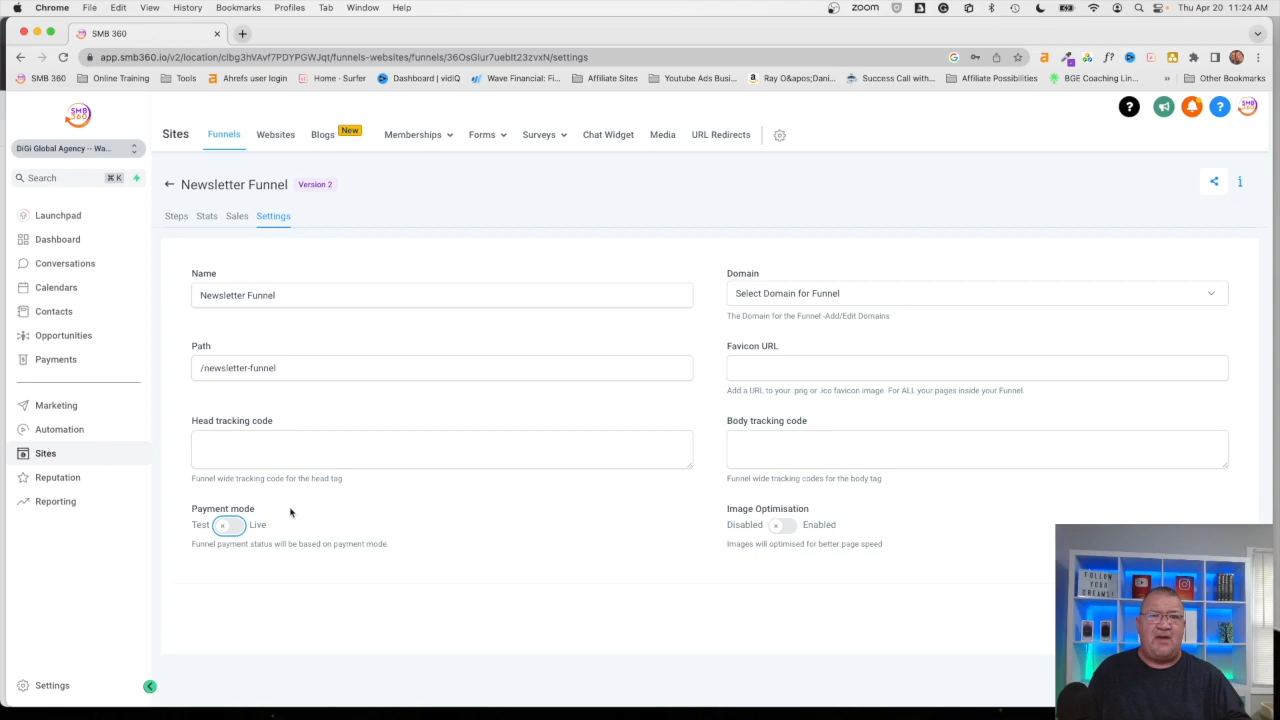 Chrome File Edit View History Bookmarks Profiles Tab Window Help zoom Thu Apr 20 11:24 AM
SMB 360
app.smb360.io/v2/location/clbg3hVAvf7PDYPGWJqt/funnels-websites/funnels/36OsGlur7uebIt23zvxN/settings
SMB 360 Online Training Tools Ahrefs user login Home · Surfer Dashboard | vidIQ Wave Financial: Fi... Affiliate Sites Youtube Ads Busi... Ray O&apos;Dani... Success Call with... Affiliate Possibilities BGE Coaching Lin... » Other Bookmarks
SMB
360
Sites Funnels Websites Blogs New Memberships Forms Surveys Chat Widget Media URL Redirects
DiGi Global Agency -- Wa...
Search ⌘ K
Launchpad
Dashboard
Conversations
Calendars
Contacts
Opportunities
Payments
Marketing
Automation
Sites
Reputation
Reporting
Settings
Newsletter Funnel Version 2
Steps Stats Sales Settings
Name
Newsletter Funnel
Domain
Select Domain for Funnel
The Domain for the Funnel -Add/Edit Domains
Path
/newsletter-funnel
Favicon URL
Add a URL to your .png or .ico favicon image. For ALL your pages inside your Funnel.
Head tracking code
Funnel wide tracking code for the head tag
Body tracking code
Funnel wide tracking codes for the body tag
Payment mode
Test Live
Funnel payment status will be based on payment mode.
Image Optimisation
Disabled Enabled
Images will optimised for better page speed
FOLLOW
YOUR
DREAMS!